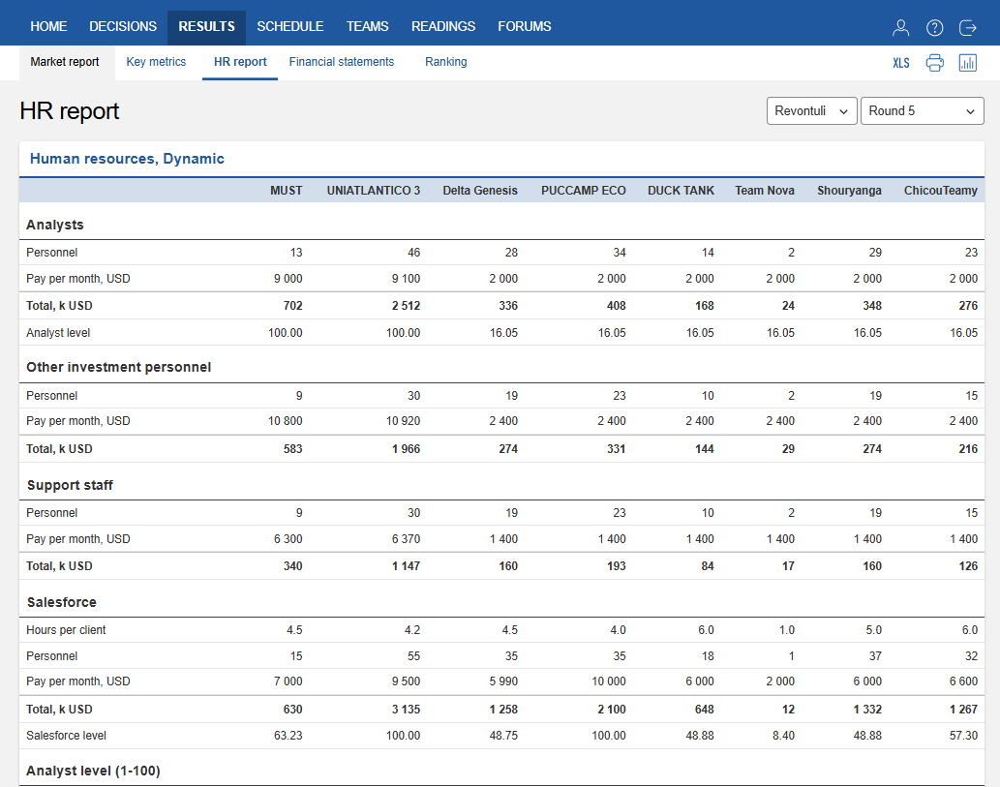 HOME DECISIONS RESULTS SCHEDULE TEAMS READINGS FORUMS
Market report Key metrics HR report Financial statements Ranking XLS
HR report Revontuli Round 5
Human resources, Dynamic
MUST UNIATLANTICO 3 Delta Genesis PUCCAMP ECO DUCK TANK Team Nova Shouryanga ChicouTeamy
Analysts
Personnel 13 46 28 34 14 2 29 23
Pay per month, USD 9 000 9 100 2 000 2 000 2 000 2 000 2 000 2 000
Total, k USD 702 2 512 336 408 168 24 348 276
Analyst level 100.00 100.00 16.05 16.05 16.05 16.05 16.05 16.05
Other investment personnel
Personnel 9 30 19 23 10 2 19 15
Pay per month, USD 10 800 10 920 2 400 2 400 2 400 2 400 2 400 2 400
Total, k USD 583 1 966 274 331 144 29 274 216
Support staff
Personnel 9 30 19 23 10 2 19 15
Pay per month, USD 6 300 6 370 1 400 1 400 1 400 1 400 1 400 1 400
Total, k USD 340 1 147 160 193 84 17 160 126
Salesforce
Hours per client 4.5 4.2 4.5 4.0 6.0 1.0 5.0 6.0
Personnel 15 55 35 35 18 1 37 32
Pay per month, USD 7 000 9 500 5 990 10 000 6 000 2 000 6 000 6 600
Total, k USD 630 3 135 1 258 2 100 648 12 1 332 1 267
Salesforce level 63.23 100.00 48.75 100.00 48.88 8.40 48.88 57.30
Analyst level (1-100)